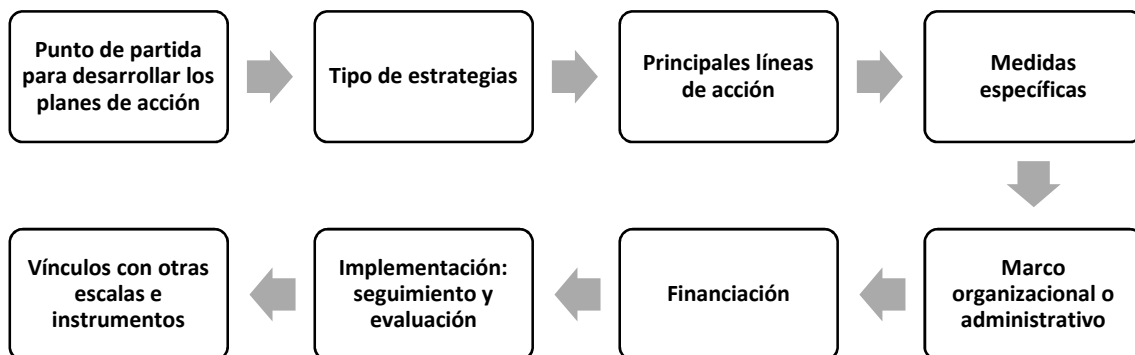 Punto de partida
para desarrollar los
planes de acción
Tipo de estrategias
Principales líneas
de acción
Medidas
específicas
Marco
organizacional o
administrativo
Financiación
Implementación:
seguimiento y
evaluación
Vínculos con otras
escalas e
instrumentos